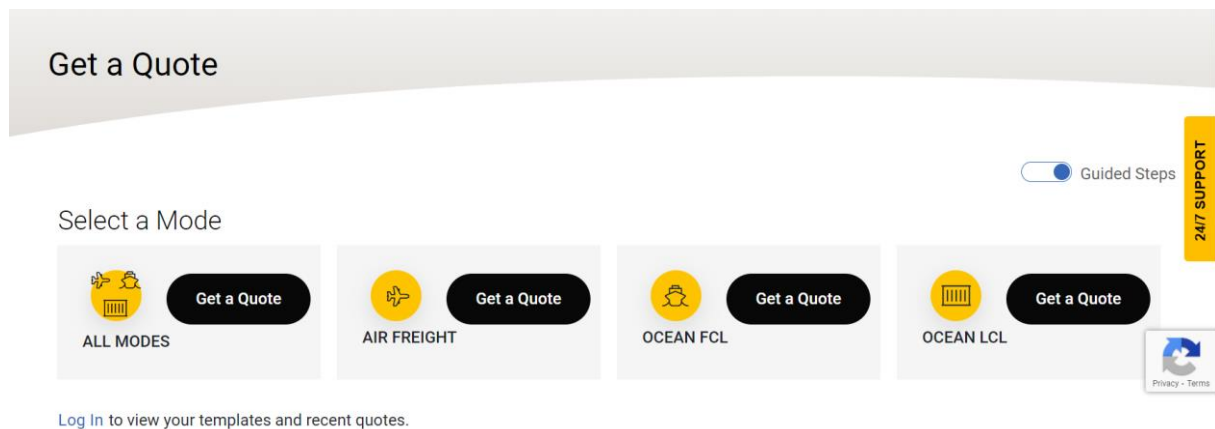 Get a Quote
Guided Steps
24/7 SUPPORT
Select a Mode
Get a Quote
ALL MODES
Get a Quote
AIR FREIGHT
Get a Quote
OCEAN FCL
Get a Quote
OCEAN LCL
Privacy - Terms
Log In to view your templates and recent quotes.